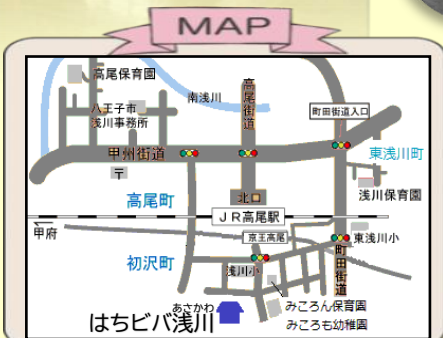 MAP
高尾保育園
南浅川
高尾街道
町田街道入口
八王子市
浅川事務所
甲州街道
東浅川町
〒
浅川保育園
高尾町
北口
JR高尾駅
甲府
京王高尾
東浅川小
初沢町
浅川小
町田街道
あさかわ
はちビバ浅川
みころん保育園
みころも幼稚園